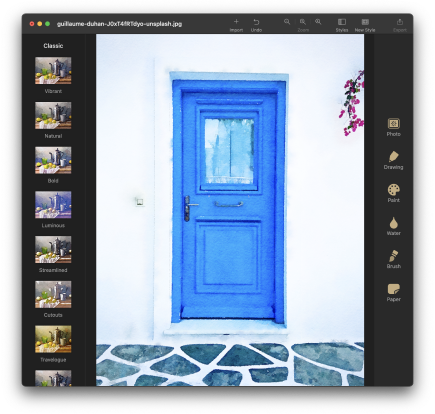 guillaume-duhan-J0xT4fRTdyo-unsplash.jpg
Import
Undo
Zoom
Styles
New Style
Export
Classic
Vibrant
Natural
Bold
Luminous
Streamlined
Cutouts
Travelogue
Photo
Drawing
Paint
Water
Brush
Paper